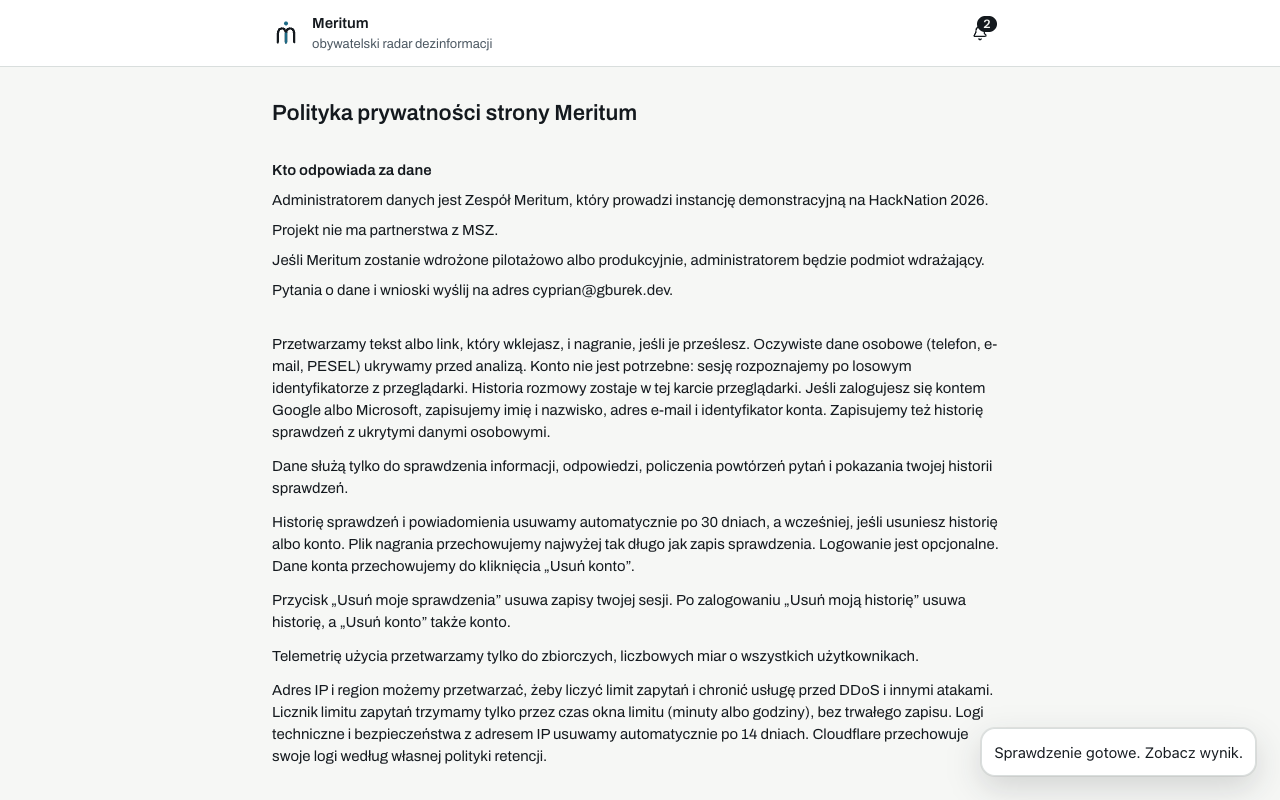 Meritum
obywatelski radar dezinformacji
2
Polityka prywatności strony Meritum
Kto odpowiada za dane
Administratorem danych jest Zespół Meritum, który prowadzi instancję demonstracyjną na HackNation 2026.
Projekt nie ma partnerstwa z MSZ.
Jeśli Meritum zostanie wdrożone pilotażowo albo produkcyjnie, administratorem będzie podmiot wdrażający.
Pytania o dane i wnioski wyślij na adres cyprian@gburek.dev.
Przetwarzamy tekst albo link, który wklejasz, i nagranie, jeśli je prześlesz. Oczywiste dane osobowe (telefon, e-
mail, PESEL) ukrywamy przed analizą. Konto nie jest potrzebne: sesję rozpoznajemy po losowym
identyfikatorze z przeglądarki. Historia rozmowy zostaje w tej karcie przeglądarki. Jeśli zalogujesz się kontem
Google albo Microsoft, zapisujemy imię i nazwisko, adres e-mail i identyfikator konta. Zapisujemy też historię
sprawdzeń z ukrytymi danymi osobowymi.
Dane służą tylko do sprawdzenia informacji, odpowiedzi, policzenia powtórzeń pytań i pokazania twojej historii
sprawdzeń.
Historię sprawdzeń i powiadomienia usuwamy automatycznie po 30 dniach, a wcześniej, jeśli usuniesz historię
albo konto. Plik nagrania przechowujemy najwyżej tak długo jak zapis sprawdzenia. Logowanie jest opcjonalne.
Dane konta przechowujemy do kliknięcia „Usuń konto”.
Przycisk „Usuń moje sprawdzenia” usuwa zapisy twojej sesji. Po zalogowaniu „Usuń moją historię” usuwa
historię, a „Usuń konto” także konto.
Telemetrię użycia przetwarzamy tylko do zbiorczych, liczbowych miar o wszystkich użytkownikach.
Adres IP i region możemy przetwarzać, żeby liczyć limit zapytań i chronić usługę przed DDoS i innymi atakami.
Licznik limitu zapytań trzymamy tylko przez czas okna limitu (minuty albo godziny), bez trwałego zapisu. Logi
techniczne i bezpieczeństwa z adresem IP usuwamy automatycznie po 14 dniach. Cloudflare przechowuje
swoje logi według własnej polityki retencji.
Sprawdzenie gotowe. Zobacz wynik.